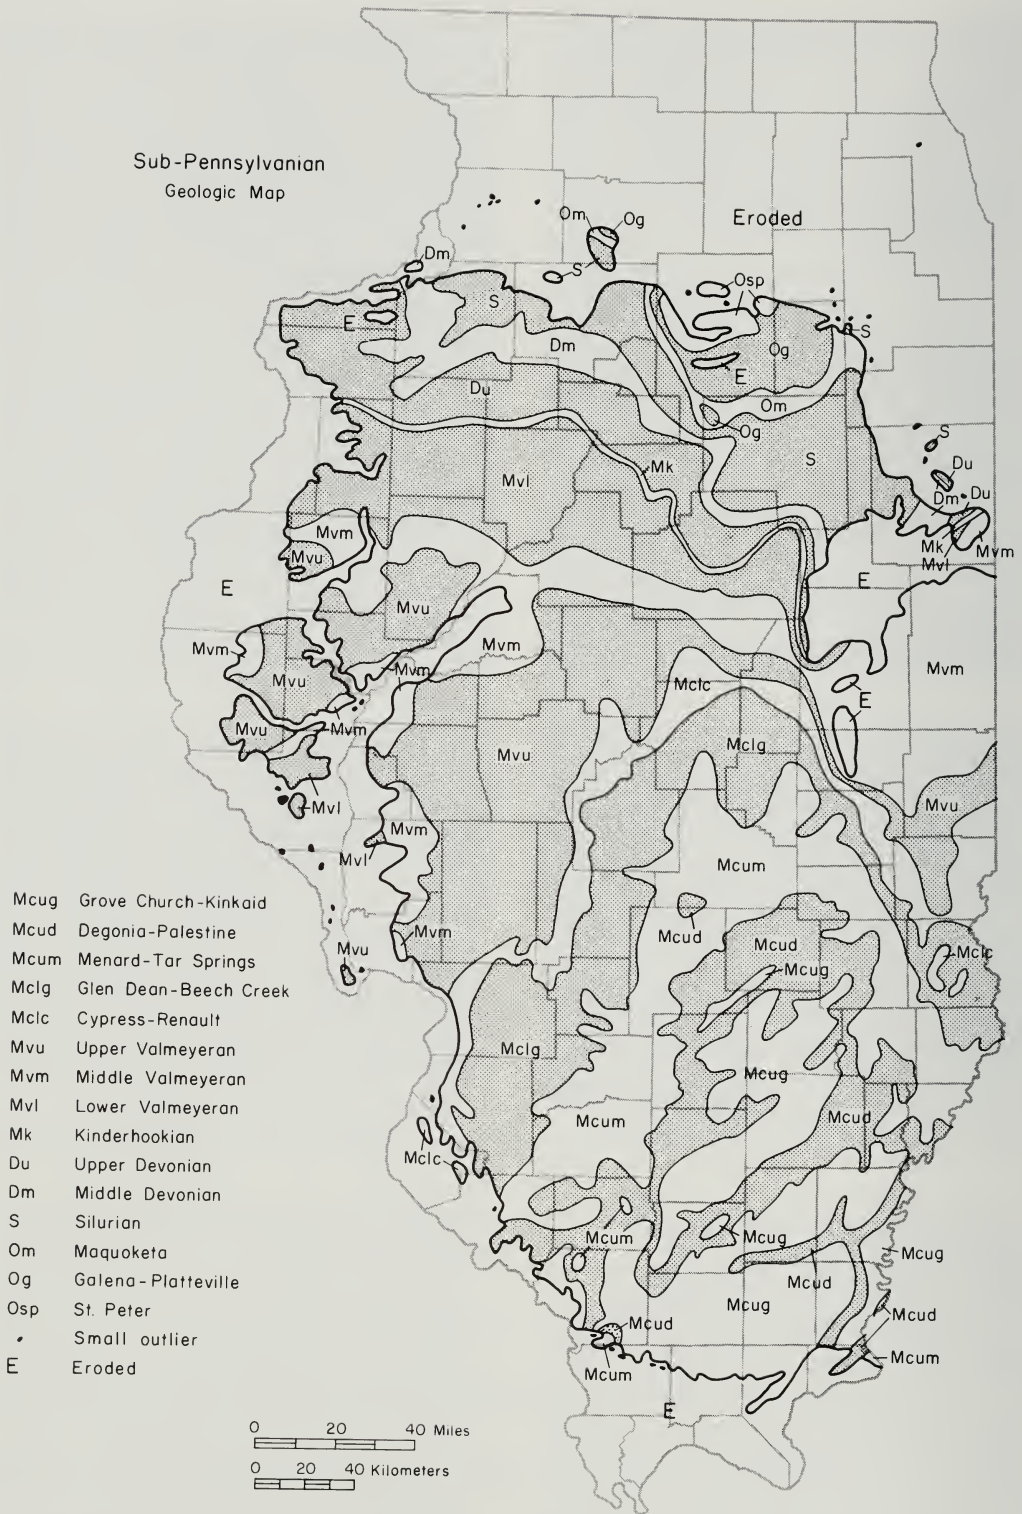 Sub-Pennsylvanian
Geologic Map
Om
Og
Eroded
Dm
S
Osp
S
E
S
Dm
Og
E
Du
Om
Og
S
Mvl
Mk
S
Du
Dm
Du
Mvm
Mvu
Mk
Mvl
Mvm
E
E
Mvu
Mvm
Mvm
Mvm
Mvu
Mvm
Mclc
E
Mvu
Mvm
Mvu
Mclg
Mvl
Mvu
Mvm
Mvl
Mcum
Mcud
Mvm
Mcud
Mclc
Mvu
Mcug
Mclg
Mcug
Mcum
Mcud
Mclc
Mcum
Mcug
Mcug
Mcud
Mcug
Mcud
Mcud
Mcum
Mcum
E
Mcug Grove Church-Kinkaid
Mcud Degonia-Palestine
Mcum Menard-Tar Springs
Mclg Glen Dean-Beech Creek
Mclc Cypress-Renault
Mvu Upper Valmeyeran
Mvm Middle Valmeyeran
Mvl Lower Valmeyeran
Mk Kinderhookian
Du Upper Devonian
Dm Middle Devonian
S Silurian
Om Maquoketa
Og Galena-Platteville
Osp St. Peter
Small outlier
E Eroded
0 20 40 Miles
0 20 40 Kilometers